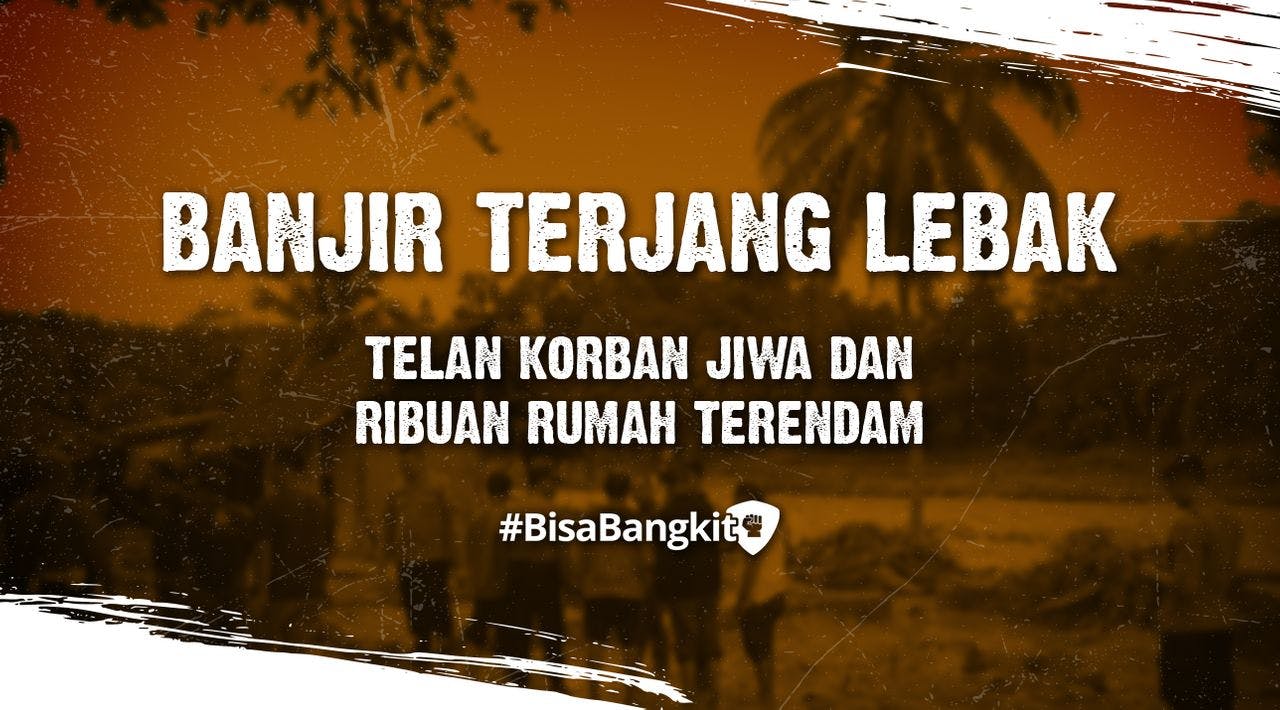 BANJIR TERJANG LEBAK
TELAN KORBAN JIWA DAN
RIBUAN RUMAH TERENDAM
#BisaBangkit